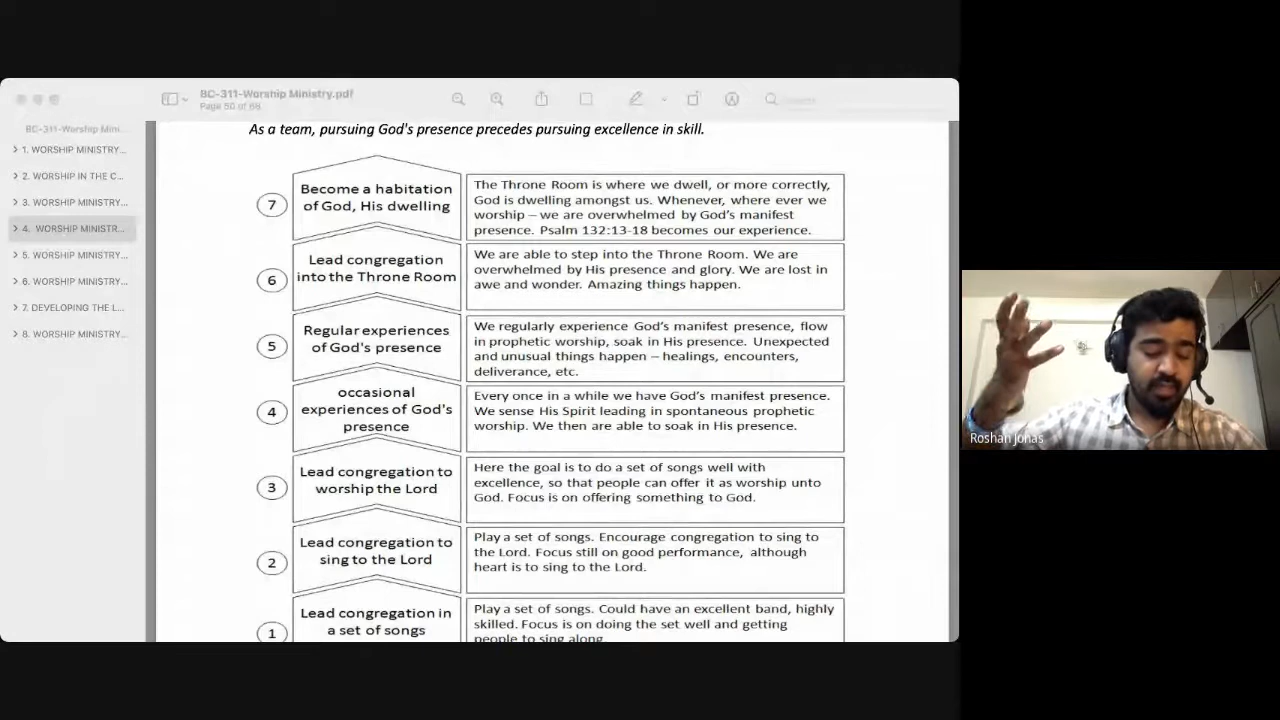 BC-311-Worship Ministry.pdf
Page 50 of 68
Search
BC-311-Worship Mini...
1. WORSHIP MINISTRY...
2. WORSHIP IN THE C...
3. WORSHIP MINISTRY...
4. WORSHIP MINISTR...
5. WORSHIP MINISTRY...
6. WORSHIP MINISTRY...
7. DEVELOPING THE L...
8. WORSHIP MINISTRY...
As a team, pursuing God's presence precedes pursuing excellence in skill.
7
Become a habitation
of God, His dwelling
The Throne Room is where we dwell, or more correctly,
God is dwelling amongst us. Whenever, where ever we
worship – we are overwhelmed by God's manifest
presence. Psalm 132:13-18 becomes our experience.
6
Lead congregation
into the Throne Room
We are able to step into the Throne Room. We are
overwhelmed by His presence and glory. We are lost in
awe and wonder. Amazing things happen.
5
Regular experiences
of God's presence
We regularly experience God's manifest presence, flow
in prophetic worship, soak in His presence. Unexpected
and unusual things happen – healings, encounters,
deliverance, etc.
4
occasional
experiences of God's
presence
Every once in a while we have God's manifest presence.
We sense His Spirit leading in spontaneous prophetic
worship. We then are able to soak in His presence.
3
Lead congregation to
worship the Lord
Here the goal is to do a set of songs well with
excellence, so that people can offer it as worship unto
God. Focus is on offering something to God.
2
Lead congregation to
sing to the Lord
Play a set of songs. Encourage congregation to sing to
the Lord. Focus still on good performance, although
heart is to sing to the Lord.
1
Lead congregation in
a set of songs
Play a set of songs. Could have an excellent band, highly
skilled. Focus is on doing the set well and getting
people to sing along.
Roshan Jonas